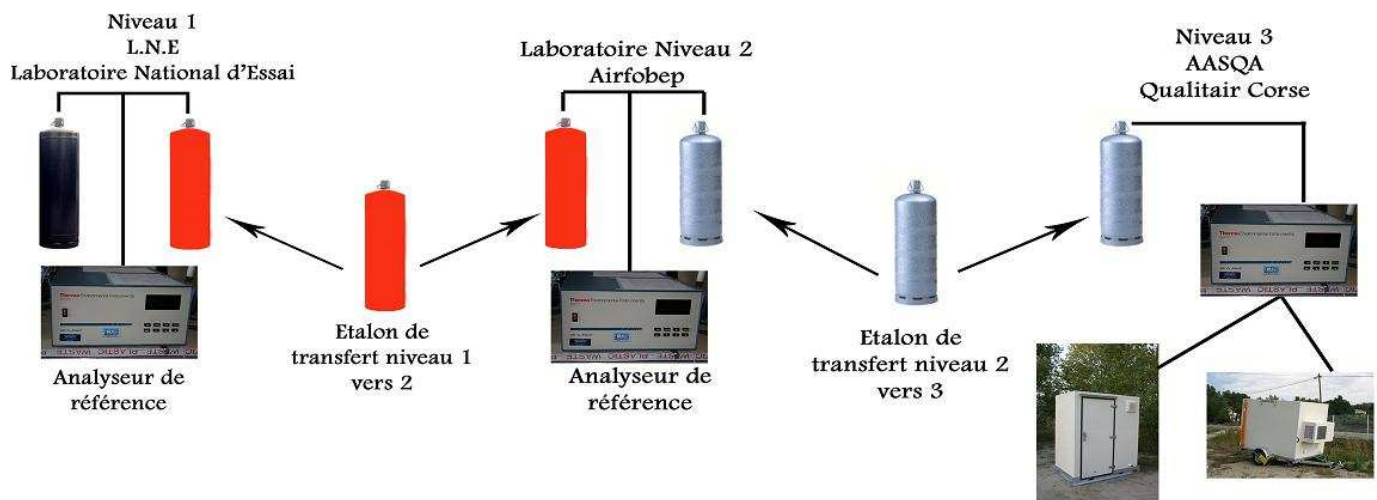 Niveau 1
L.N.E
Laboratoire National d'Essai
Analyseur de
référence
Etalon de
transfert niveau 1
vers 2
Laboratoire Niveau 2
Airfobep
Analyseur de
référence
Etalon de
transfert niveau 2
vers 3
Niveau 3
AASQA
Qualitair Corse